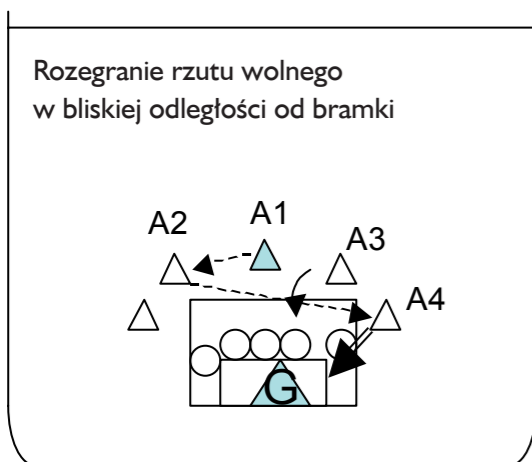 Rozegranie rzutu wolnego
w bliskiej odległości od bramki
A1
A2
A3
A4
G